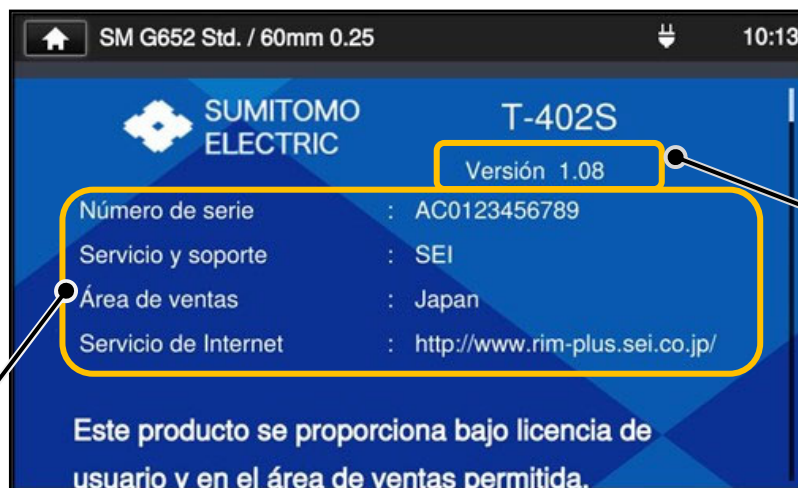 SM G652 Std. / 60mm 0.25 10:13
SUMITOMO
ELECTRIC
T-402S
Versión 1.08
Número de serie : AC0123456789
Servicio y soporte : SEI
Área de ventas : Japan
Servicio de Internet : http://www.rim-plus.sei.co.jp/
Este producto se proporciona bajo licencia de
usuario y en el área de ventas permitida.